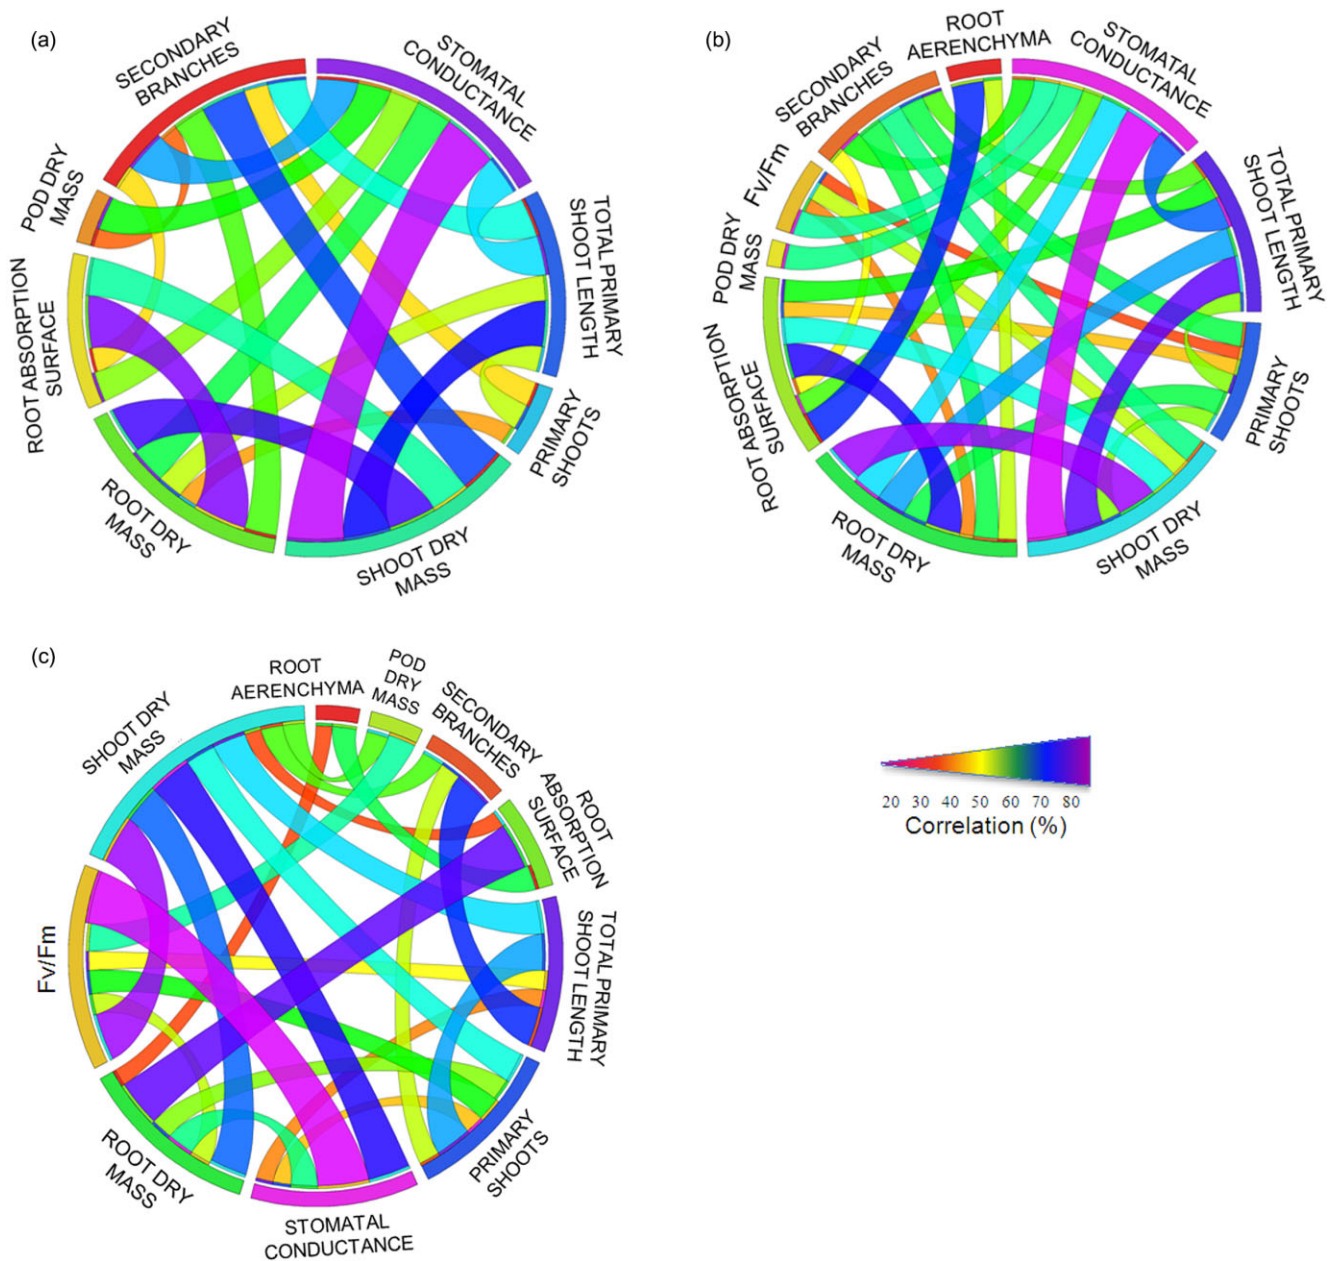 (a)
SECONDARY
BRANCHES
STOMATAL
CONDUCTANCE
POD DRY
MASS
TOTAL PRIMARY
SHOOT LENGTH
ROOT ABSORPTION
SURFACE
PRIMARY
SHOOTS
ROOT DRY
MASS
SHOOT DRY
MASS
(b)
ROOT
AERENCHYMA
SECONDARY
BRANCHES
STOMATAL
CONDUCTANCE
Fv/Fm
TOTAL PRIMARY
SHOOT LENGTH
POD DRY
MASS
ROOT ABSORPTION
SURFACE
PRIMARY
SHOOTS
ROOT DRY
MASS
SHOOT DRY
MASS
(c)
ROOT
AERENCHYMA
POD
DRY
MASS
SHOOT DRY
MASS
SECONDARY
BRANCHES
ROOT
ABSORPTION
SURFACE
Fv/Fm
TOTAL PRIMARY
SHOOT LENGTH
ROOT DRY
MASS
PRIMARY
SHOOTS
STOMATAL
CONDUCTANCE
20 30 40 50 60 70 80
Correlation (%)